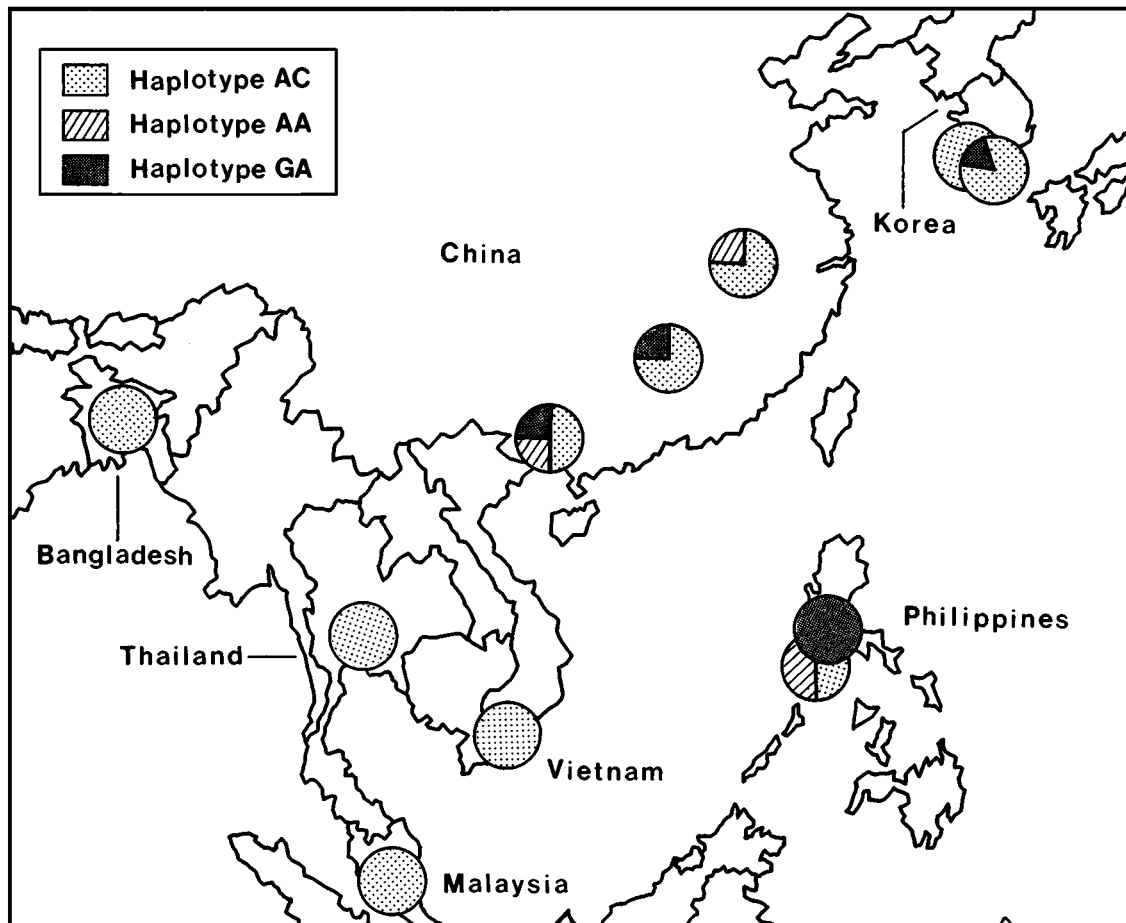 Haplotype AC
Haplotype AA
Haplotype GA
Korea
China
Bangladesh
Thailand
Philippines
Vietnam
Malaysia